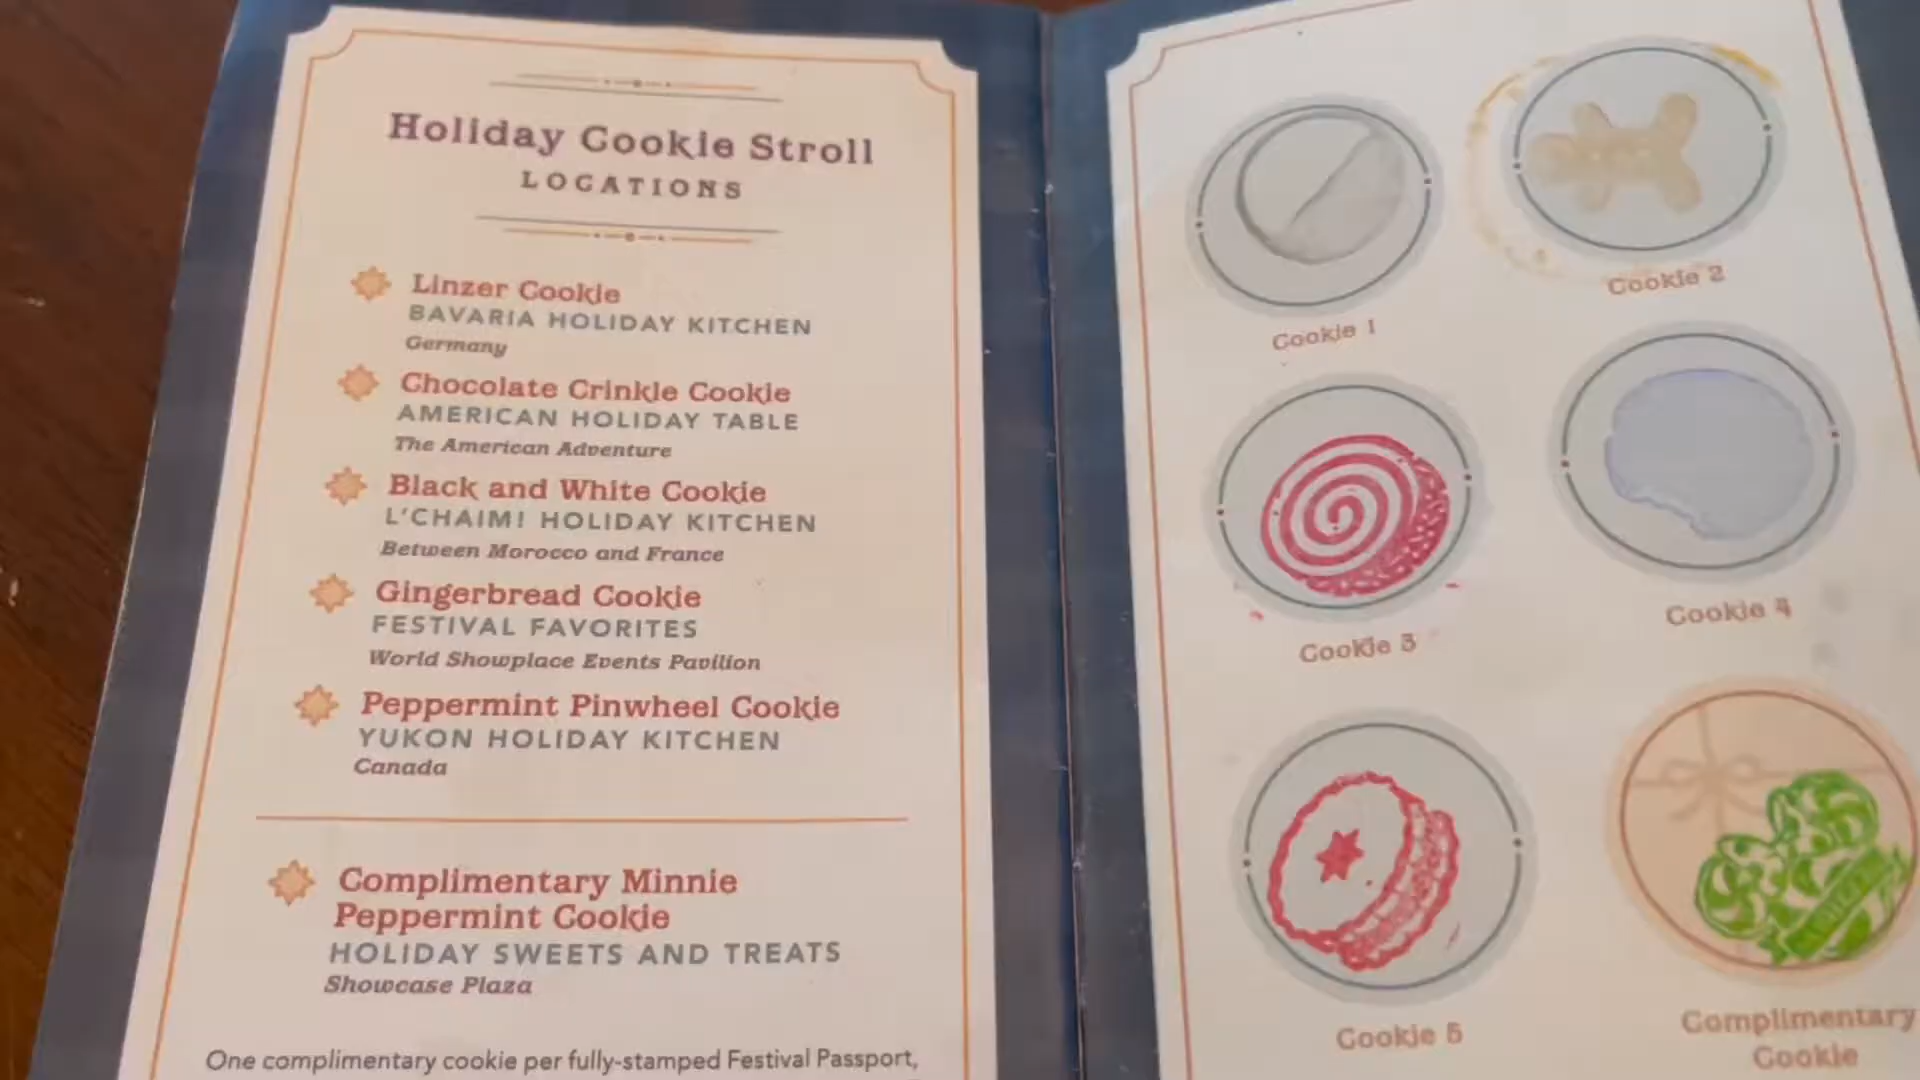 Holiday Cookie Stroll
LOCATIONS
Linzer Cookie
BAVARIA HOLIDAY KITCHEN
Germany
Chocolate Crinkle Cookie
AMERICAN HOLIDAY TABLE
The American Adventure
Black and White Cookie
L'CHAIM! HOLIDAY KITCHEN
Between Morocco and France
Gingerbread Cookie
FESTIVAL FAVORITES
World Showplace Events Pavilion
Peppermint Pinwheel Cookie
YUKON HOLIDAY KITCHEN
Canada
Complimentary Minnie
Peppermint Cookie
HOLIDAY SWEETS AND TREATS
Showcase Plaza
One complimentary cookie per fully-stamped Festival Passport,
Cookie 1
Cookie 2
Cookie 3
Cookie 4
Cookie 5
Complimentary
Cookie